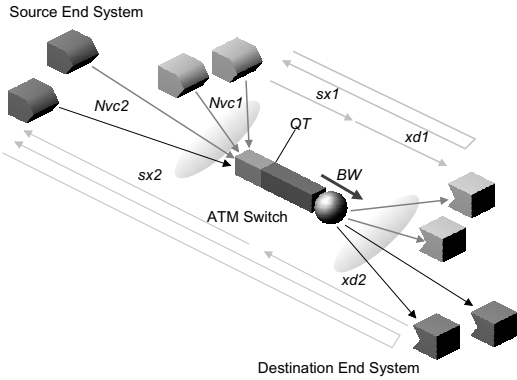 Source End System
Nvc2
Nvc1
sx1
xd1
QT
sx2
BW
ATM Switch
xd2
Destination End System